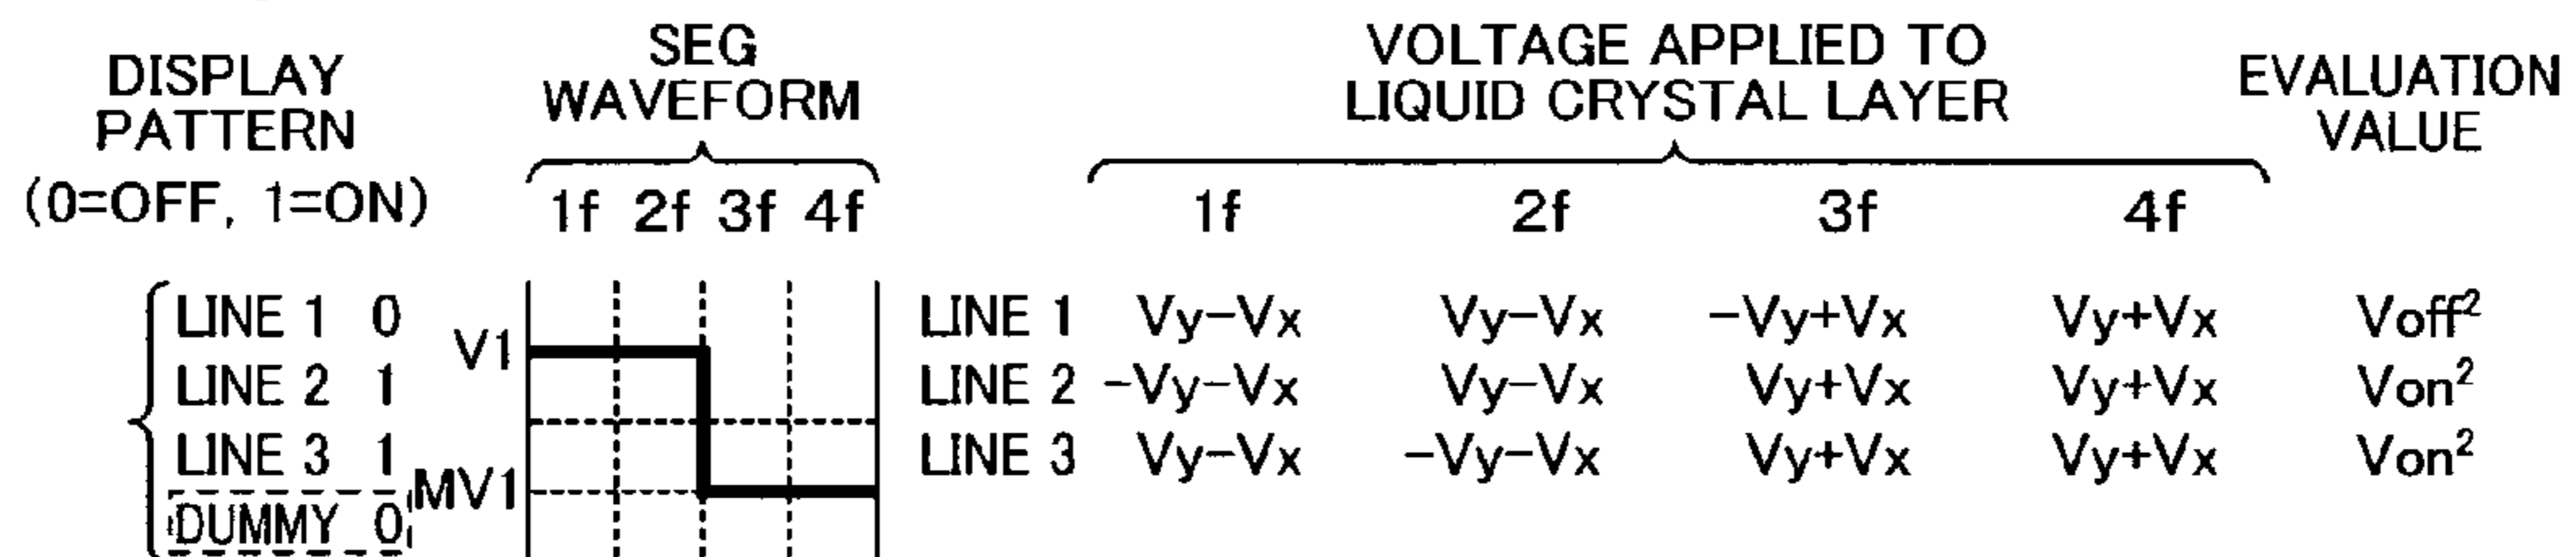 DISPLAY
PATTERN
(0=OFF, 1=ON)
SEG
WAVEFORM
1f 2f 3f 4f
VOLTAGE APPLIED TO
LIQUID CRYSTAL LAYER
1f 2f 3f 4f
EVALUATION
VALUE
LINE 1 0
LINE 2 1
LINE 3 1
DUMMY 0
V1
MV1
LINE 1 Vy−Vx Vy−Vx −Vy+Vx Vy+Vx Voff²
LINE 2 −Vy−Vx Vy−Vx Vy+Vx Vy+Vx Von²
LINE 3 Vy−Vx −Vy−Vx Vy+Vx Vy+Vx Von²